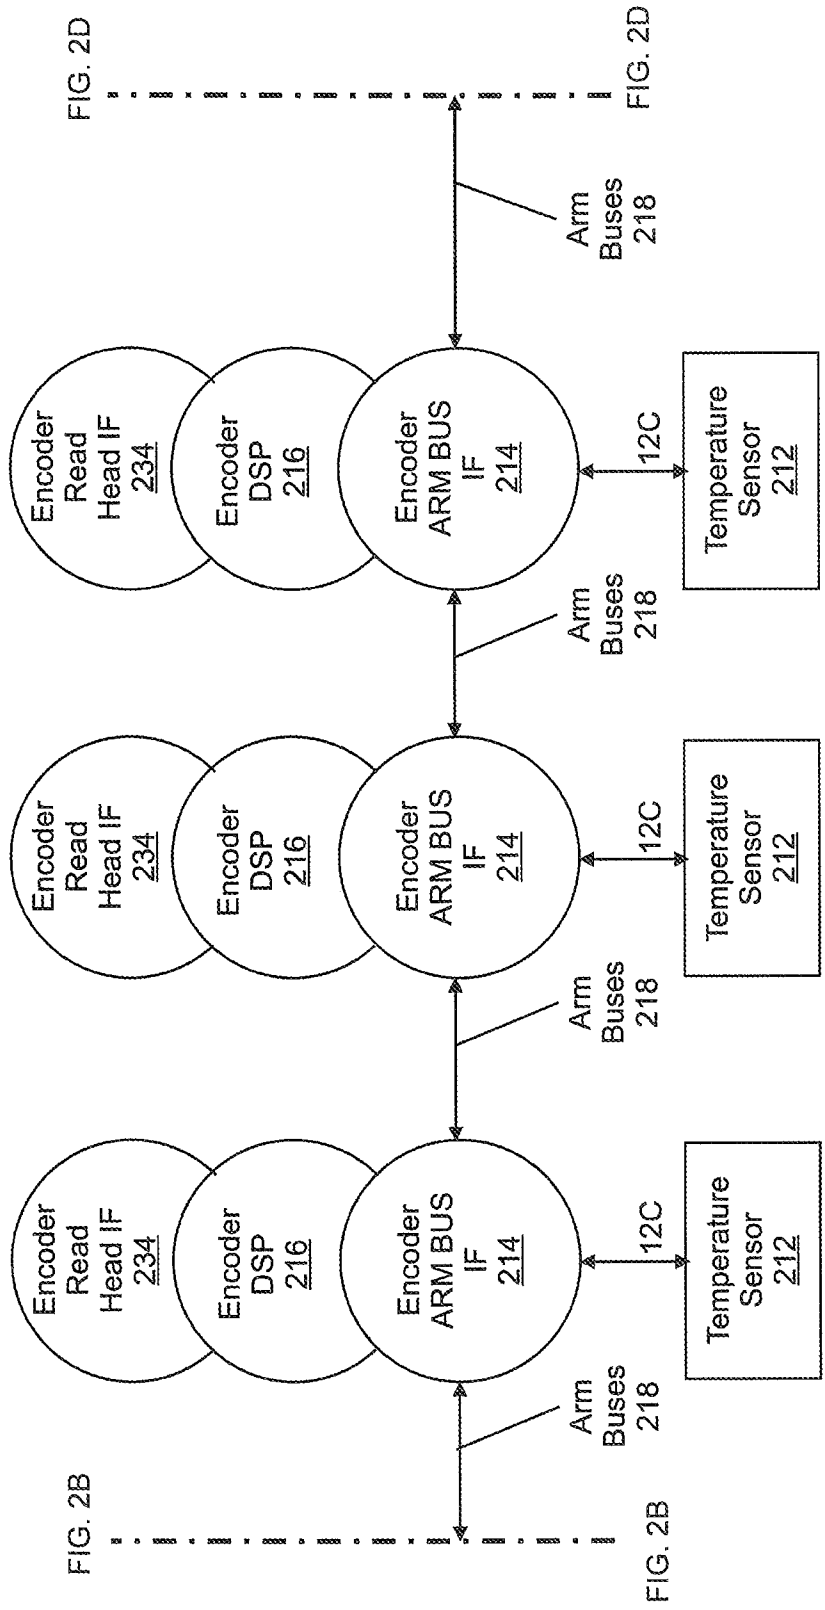 FIG. 2B
FIG. 2D
Encoder
Read
Head IF
234
Encoder
DSP
216
Encoder
ARM BUS
IF
214
Encoder
Read
Head IF
234
Encoder
DSP
216
Encoder
ARM BUS
IF
214
Encoder
Read
Head IF
234
Encoder
DSP
216
Encoder
ARM BUS
IF
214
Arm
Buses
218
Arm
Buses
218
Arm
Buses
218
Arm
Buses
218
FIG. 2B
12C
12C
12C
FIG. 2D
Temperature
Sensor
212
Temperature
Sensor
212
Temperature
Sensor
212